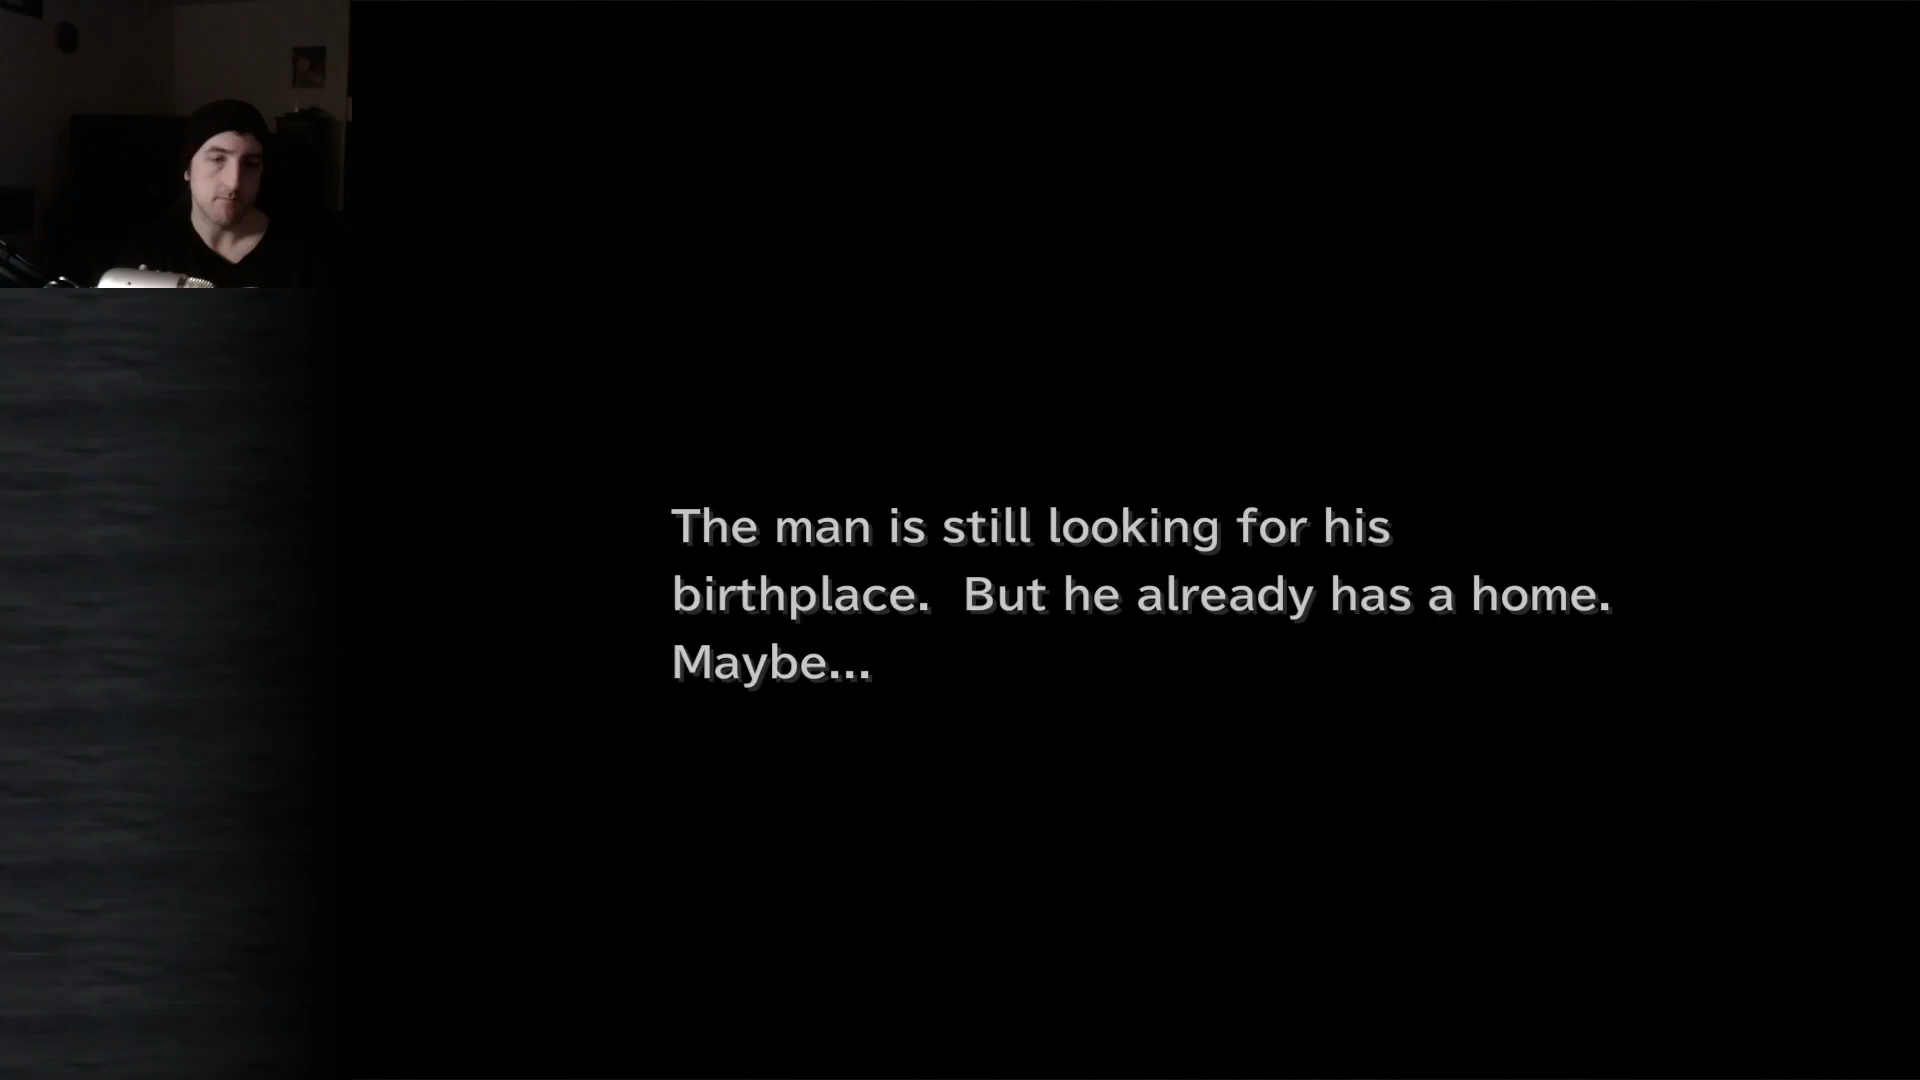 The man is still looking for his
birthplace.  But he already has a home.
Maybe...